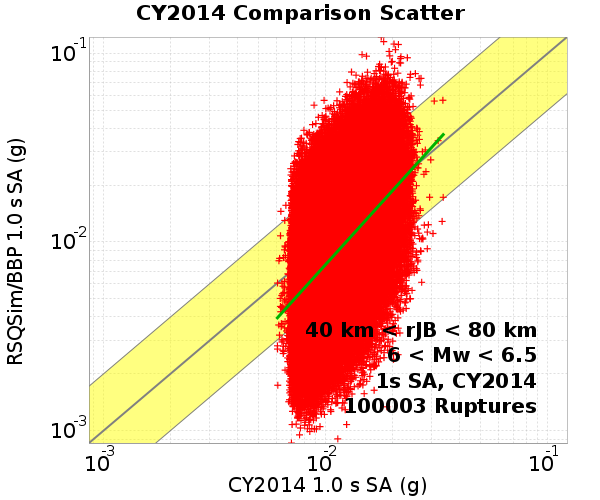 CY2014 Comparison Scatter
RSQSim/BBP 1.0 s SA (g)
10-1
10-2
10-3
40 km < rJB < 80 km
6 < Mw < 6.5
1s SA, CY2014
100003 Ruptures
10-3 10-2 10-1
CY2014 1.0 s SA (g)